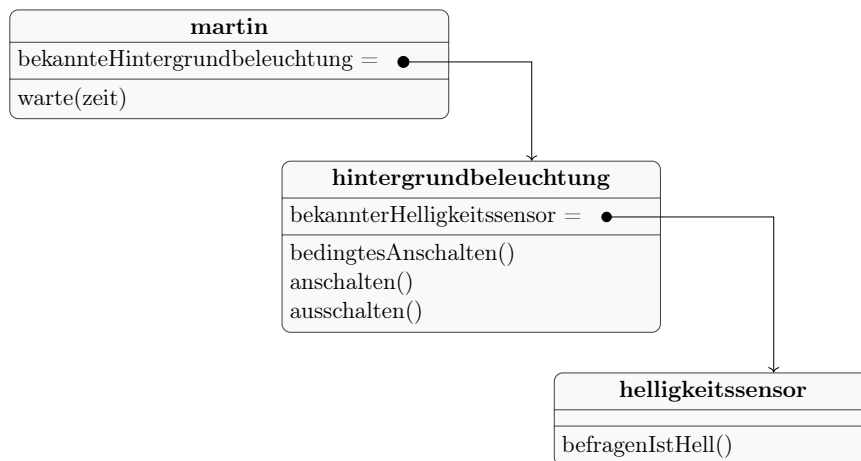 martin
bekannteHintergrundbeleuchtung =
warte(zeit)
hintergrundbeleuchtung
bekannterHelligkeitssensor =
bedingtesAnschalten()
anschalten()
ausschalten()
helligkeitssensor
befragenIstHell()